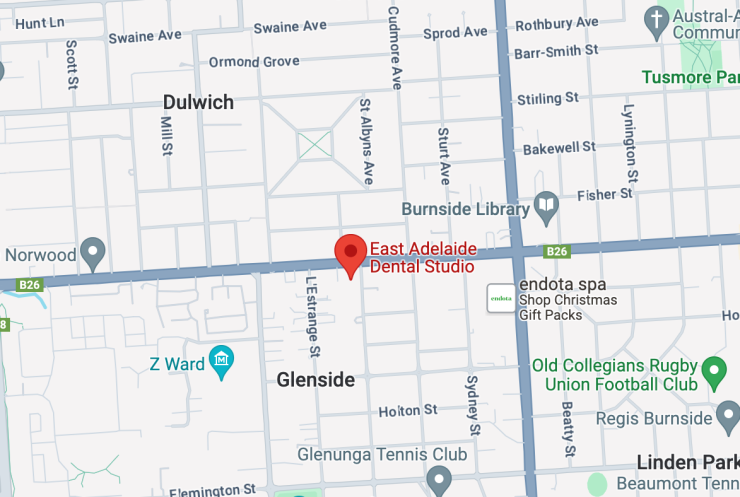 Hunt Ln
Swaine Ave
Swaine Ave
Cudmore Ave
Sprod Ave
Rothbury Ave
Austral-A
Commun
Scott St
Barr-Smith St
Ormond Grove
Tusmore Par
Dulwich
Stirling St
Mill St
St Albyns Ave
Sturt Ave
Lynington St
Bakewell St
Fisher St
Burnside Library
Norwood
East Adelaide
Dental Studio
B26
B26
endota spa
Shop Christmas
Gift Packs
endota
L'Estrange St
8
Ho
Z Ward
Old Collegians Rugby
Union Football Club
Glenside
Sydney St
Holton St
Beatty St
Regis Burnside
Glenunga Tennis Club
Linden Park
Beaumont Tenni
Flemington St